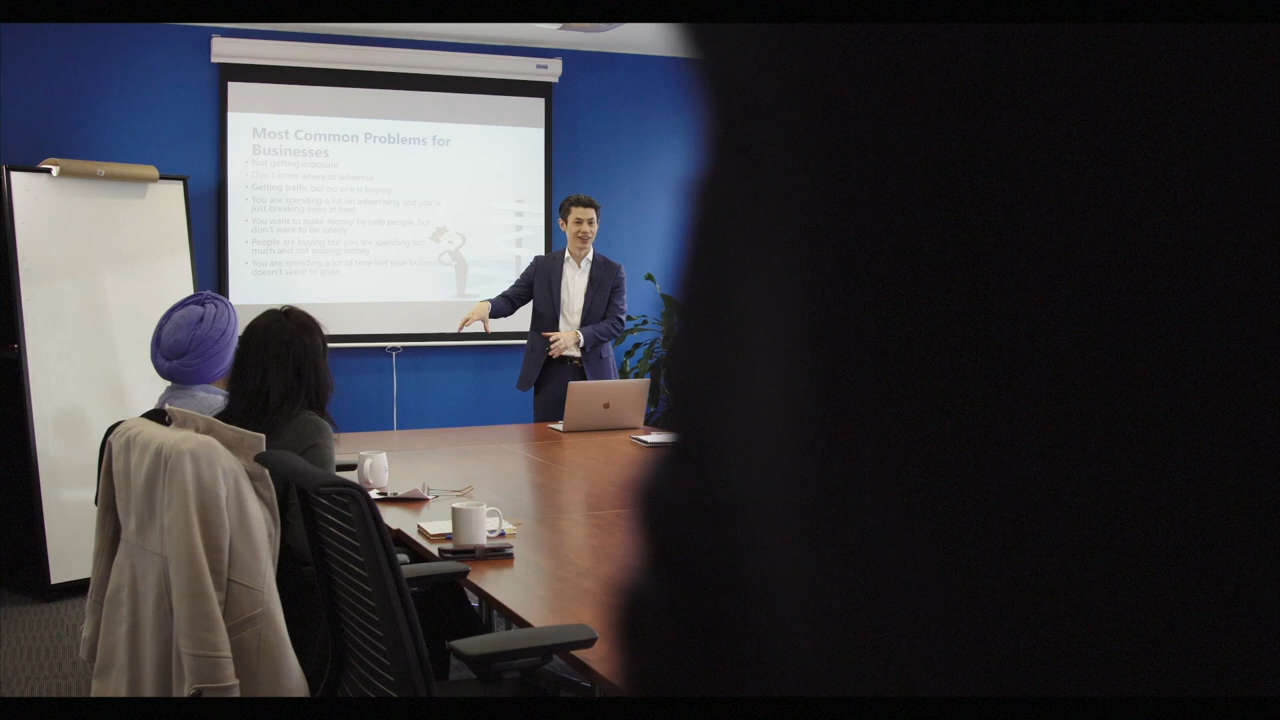 Most Common Problems for
Businesses
• Not getting exposure
• Don't know where to advertise
• Getting traffic but no one is buying
• You are spending a lot on advertising and you're
just breaking even at best
• You want to make money by help people, but
don't want to be salesly
• People are buying but you are spending too
much and not making money
• You are spending a lot of time but your business
doesn't seem to grow